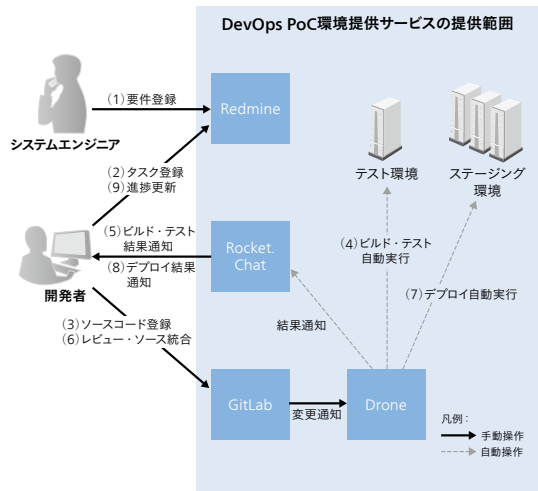 DevOps PoC環境提供サービスの提供範囲
(1)要件登録
Redmine
システムエンジニア
テスト環境
ステージング
環境
(2)タスク登録
(9)進捗更新
(5)ビルド・テスト
結果通知
Rocket.
Chat
(4)ビルド・テスト
自動実行
(8)デプロイ結果
通知
開発者
(7)デプロイ自動実行
(3)ソースコード登録
(6)レビュー・ソース統合
結果通知
GitLab
変更通知
Drone
凡例：
手動操作
自動操作